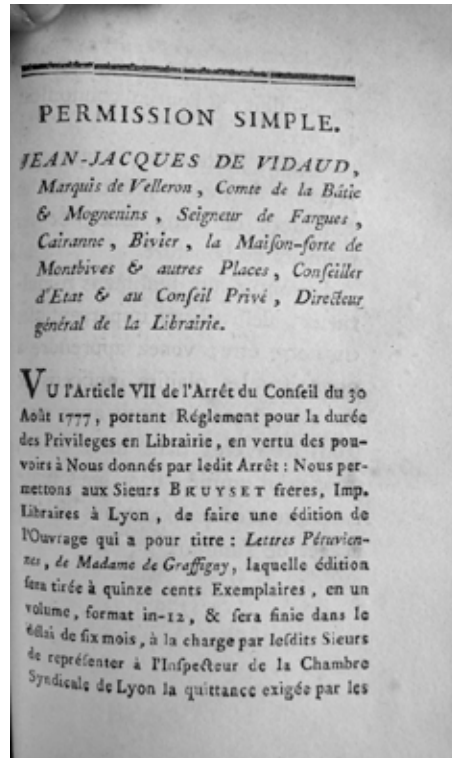 PERMISSION SIMPLE.
JEAN-JACQUES DE VIDAUD,
Marquis de Velleron, Comte de la Bâtie
& Mognenins, Seigneur de Fargues,
Cairanne, Bivier, la Maiſon-forte de
Montbives & autres Places, Conſeiller
d'Etat & au Conſeil Privé, Directeur
général de la Librairie.
VU l'Article VII de l'Arrêt du Conſeil du 30
Août 1777, portant Réglement pour la durée
des Privileges en Librairie, en vertu des pou-
voirs à Nous donnés par ledit Arrêt : Nous per-
mettons aux Sieurs BRUYSET freres, Imp.
Libraires à Lyon, de faire une édition de
l'Ouvrage qui a pour titre : Lettres Péruvien-
nes, de Madame de Graffigny, laquelle édition
ſera tirée à quinze cents Exemplaires, en un
volume, format in-12, & ſera finie dans le
délai de ſix mois, à la charge par leſdits Sieurs
de repréſenter à l'Inſpecteur de la Chambre
Syndicale de Lyon la quittance exigée par les